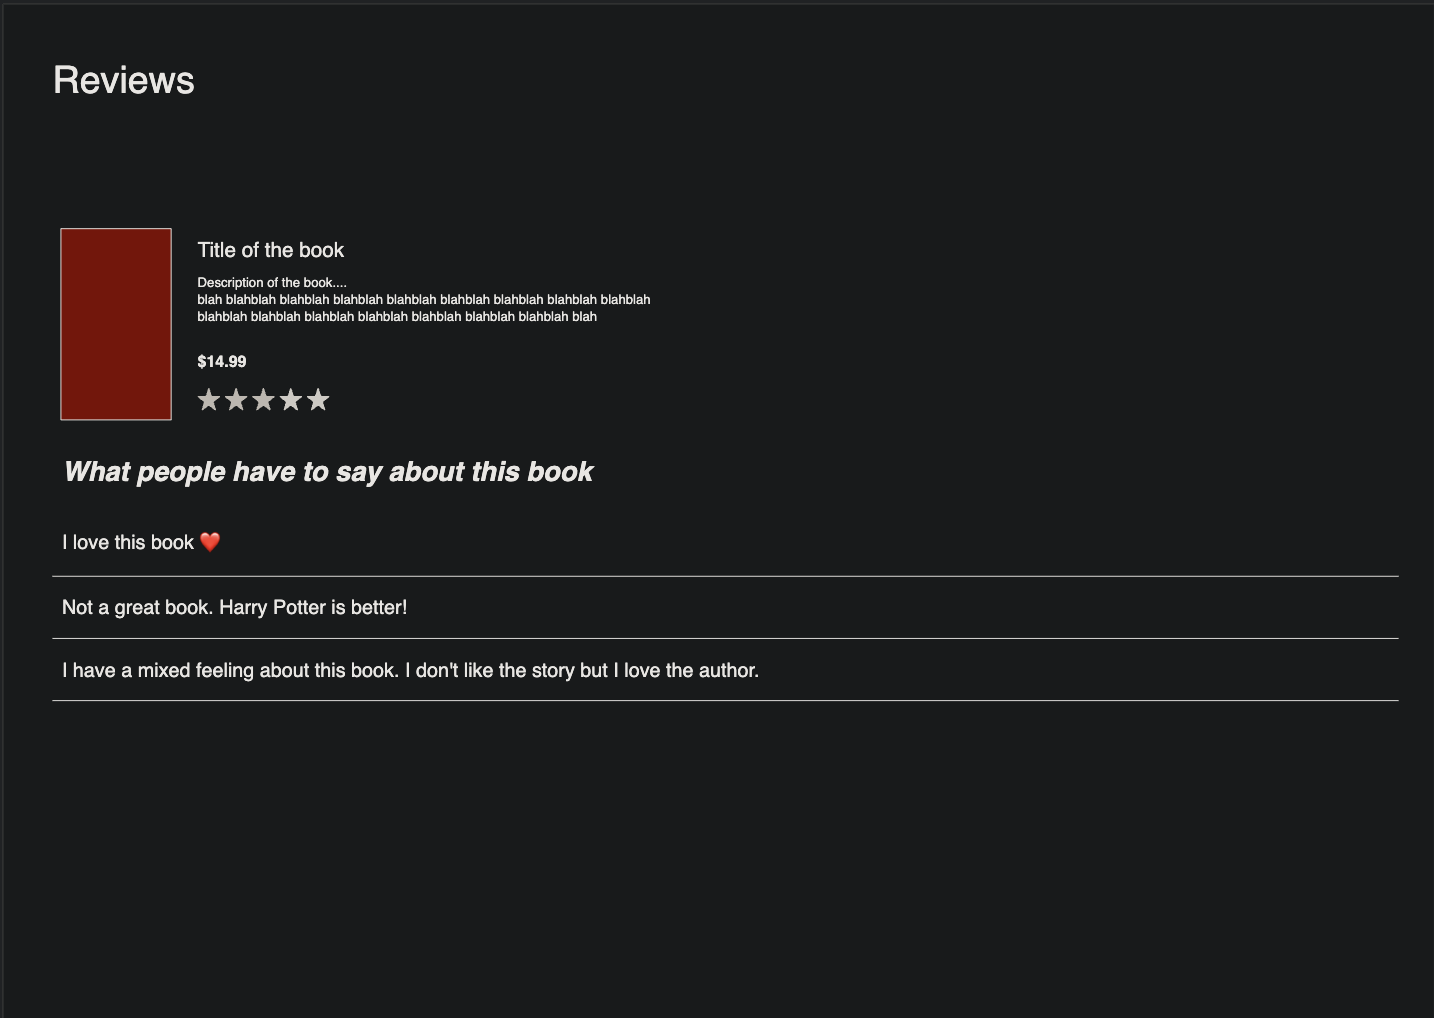 Reviews
Title of the book
Description of the book....
blah blahblah blahblah blahblah blahblah blahblah blahblah blahblah blahblah
blahblah blahblah blahblah blahblah blahblah blahblah blahblah blah
$14.99
What people have to say about this book
I love this book ❤️
Not a great book. Harry Potter is better!
I have a mixed feeling about this book. I don't like the story but I love the author.